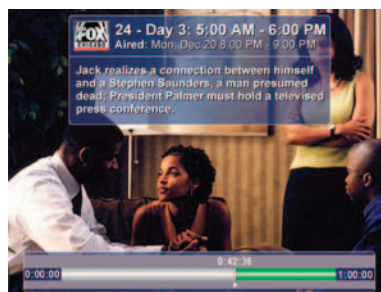 FOX
CHICAGO
24 - Day 3: 5:00 AM - 6:00 PM
Aired: Mon, Dec 20 8:00 PM - 9:00 PM
Jack realizes a connection between himself
and a Stephen Saunders, a man presumed
dead; President Palmer must hold a televised
press conference.
0:42:36
0:00:00
1:00:00